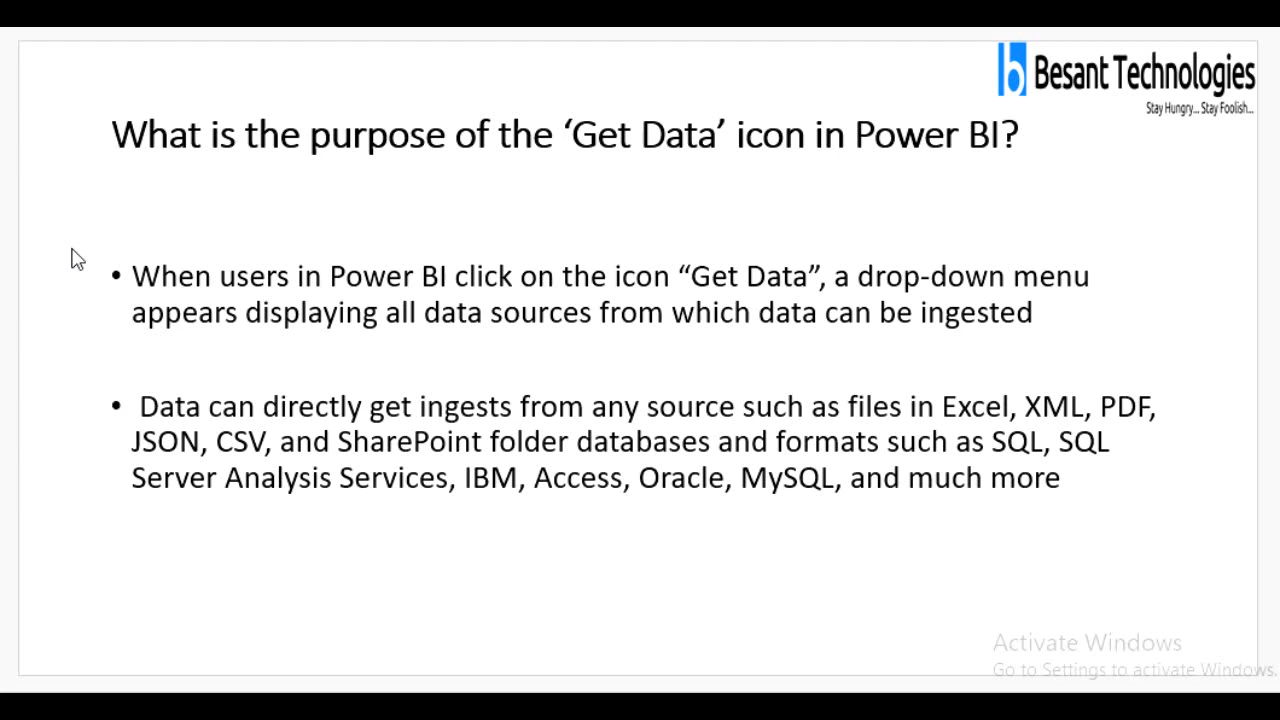 b Besant Technologies
Stay Hungry... Stay Foolish...
What is the purpose of the ‘Get Data’ icon in Power BI?
• When users in Power BI click on the icon “Get Data”, a drop-down menu
appears displaying all data sources from which data can be ingested
• Data can directly get ingests from any source such as files in Excel, XML, PDF,
JSON, CSV, and SharePoint folder databases and formats such as SQL, SQL
Server Analysis Services, IBM, Access, Oracle, MySQL, and much more
Activate Windows
Go to Settings to activate Windows.